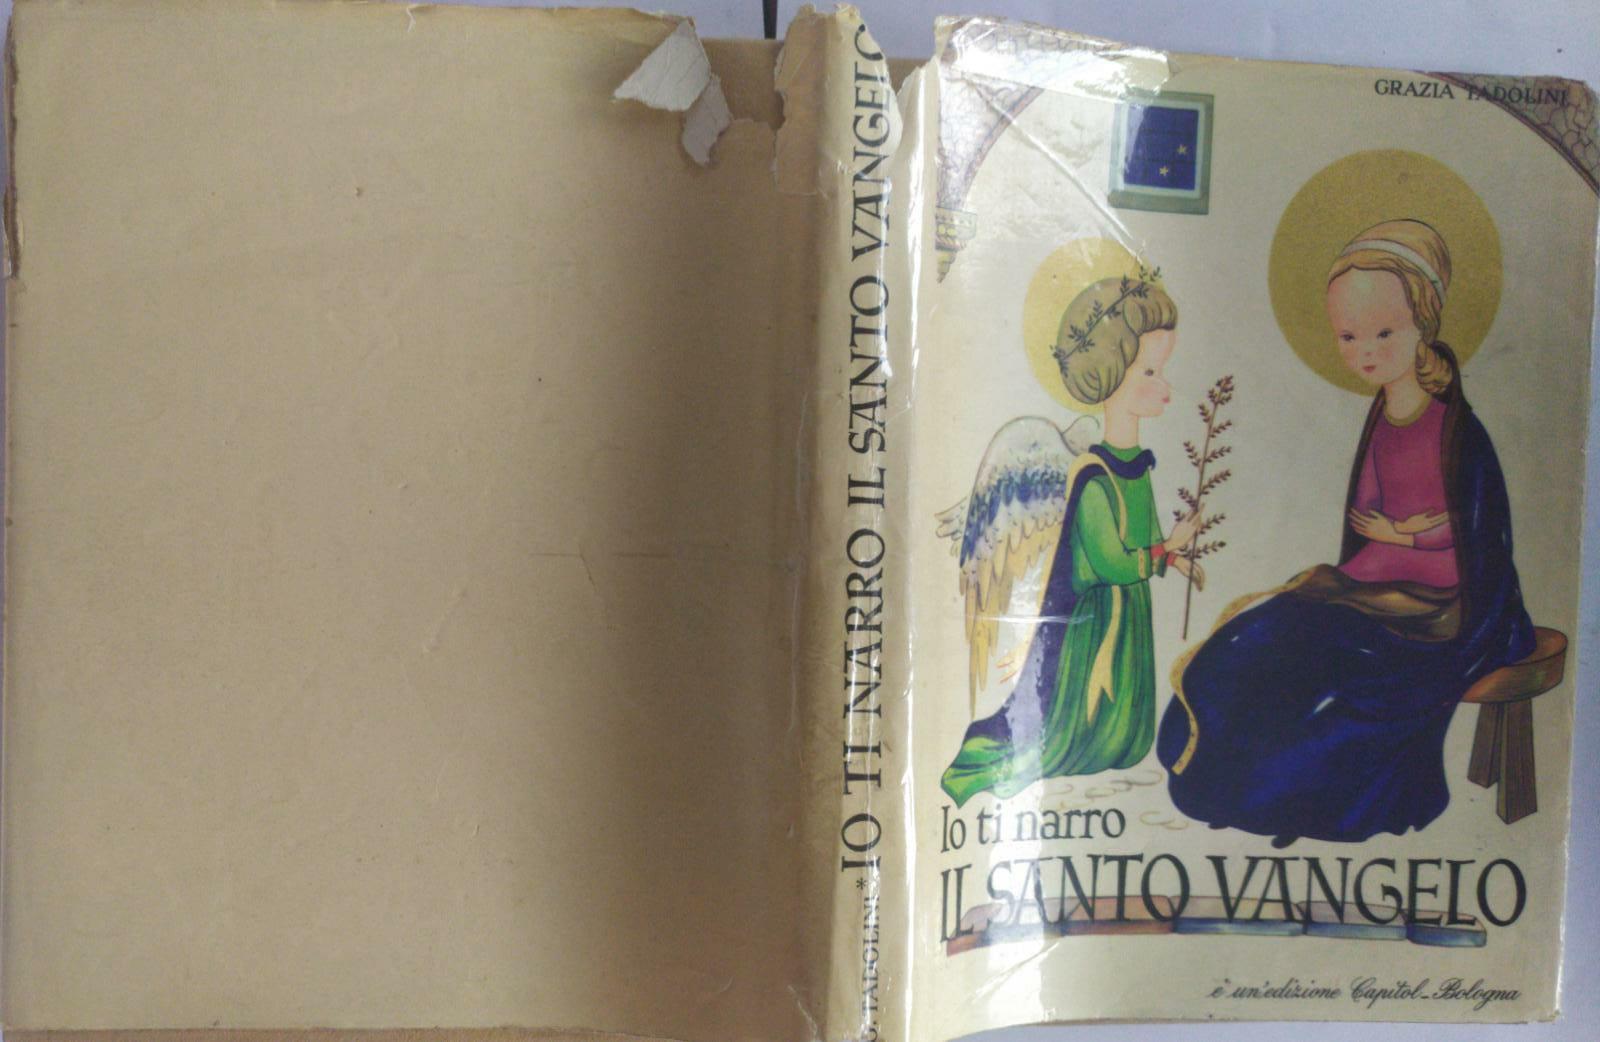 G. TADOLINI * IO TI NARRO IL SANTO VANGELO
GRAZIA TADOLINI
Io ti narro
IL SANTO VANGELO
è un'edizione Capitol-Bologna